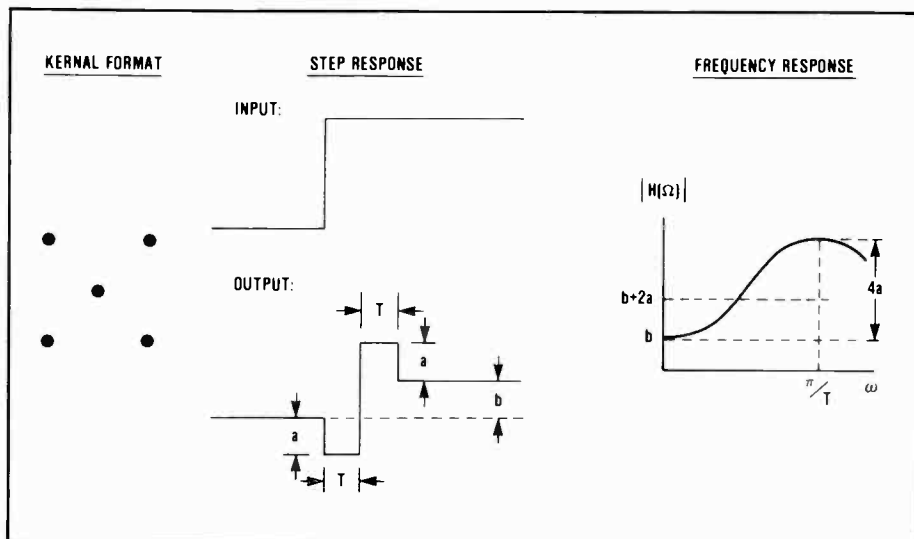 KERNAL FORMAT
STEP RESPONSE
FREQUENCY RESPONSE
INPUT:
OUTPUT:
T
a
b
a
T
|H(Ω)|
b+2a
b
4a
π/T
ω